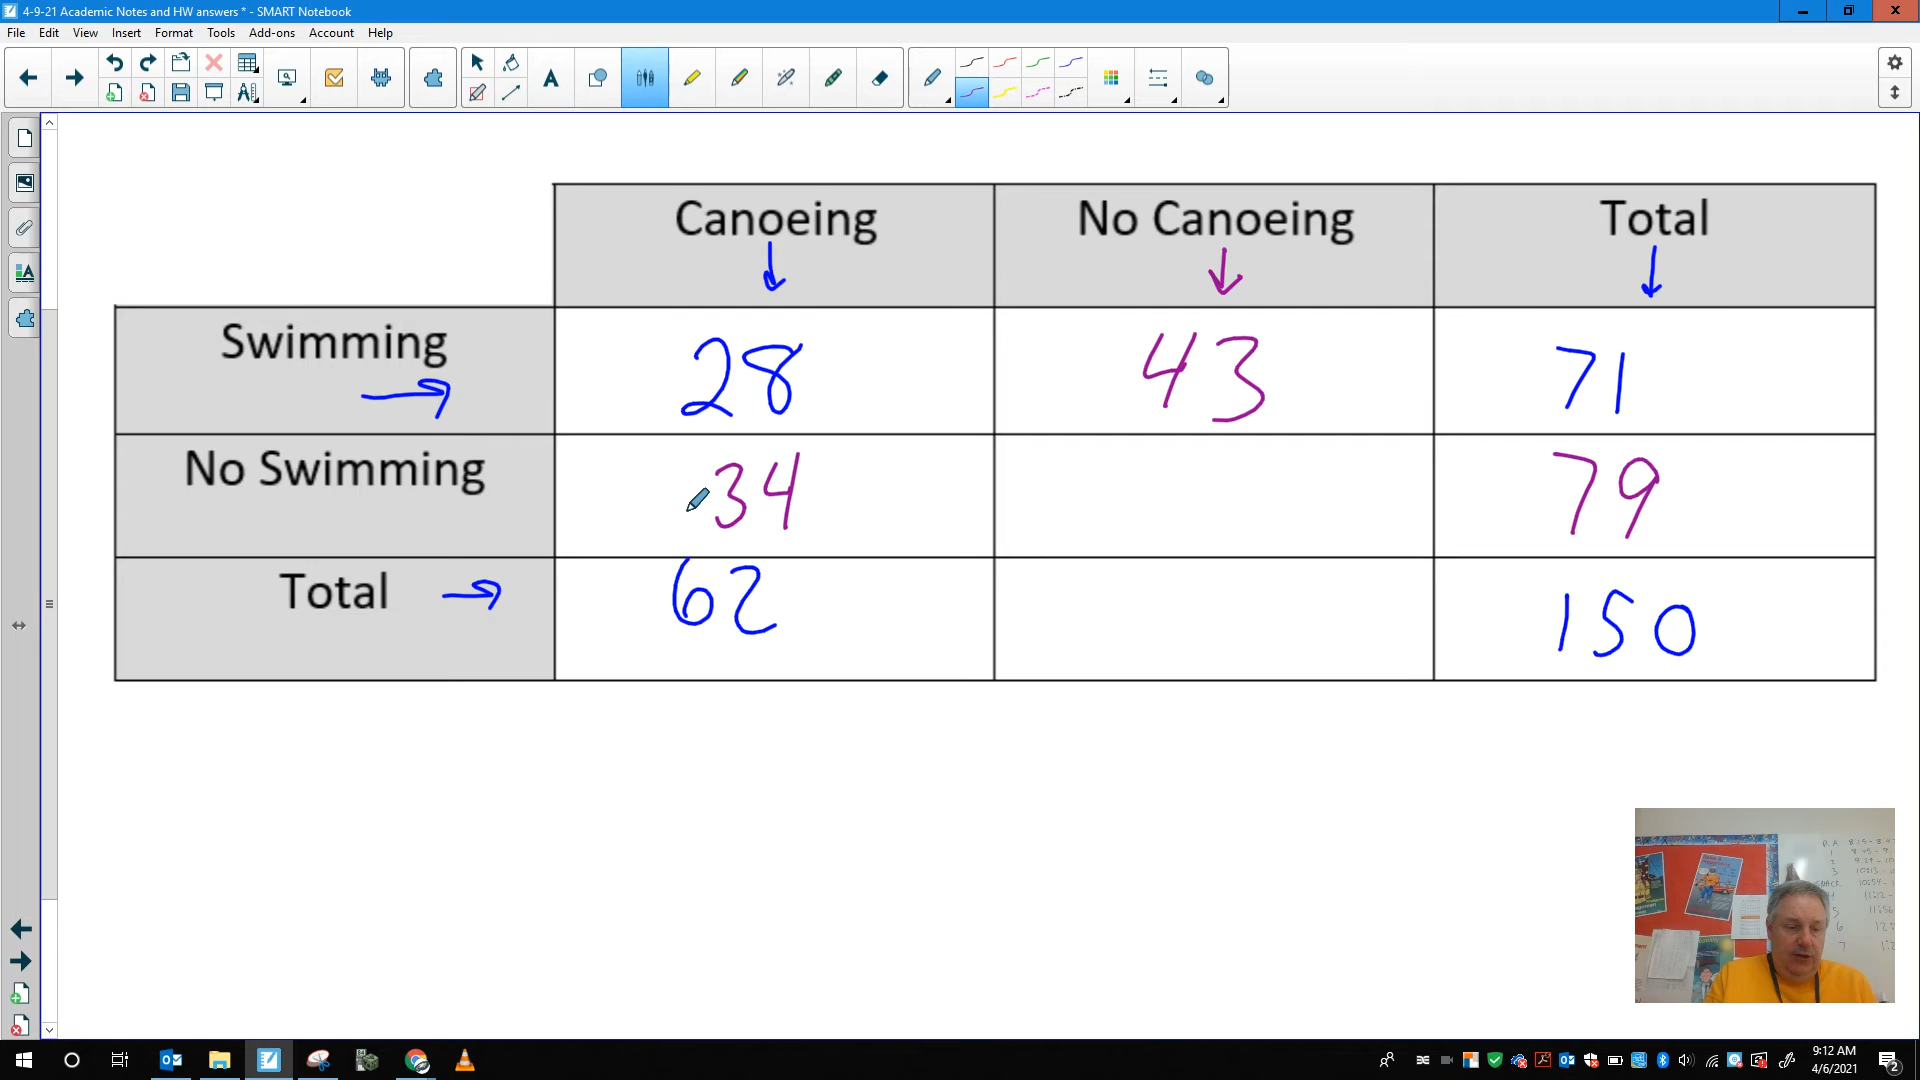 4-9-21 Academic Notes and HW answers * - SMART Notebook
File Edit View Insert Format Tools Add-ons Account Help
Canoeing No Canoeing Total
Swimming 28 43 71
No Swimming 34 79
Total 62 150
9:12 AM
4/6/2021
2